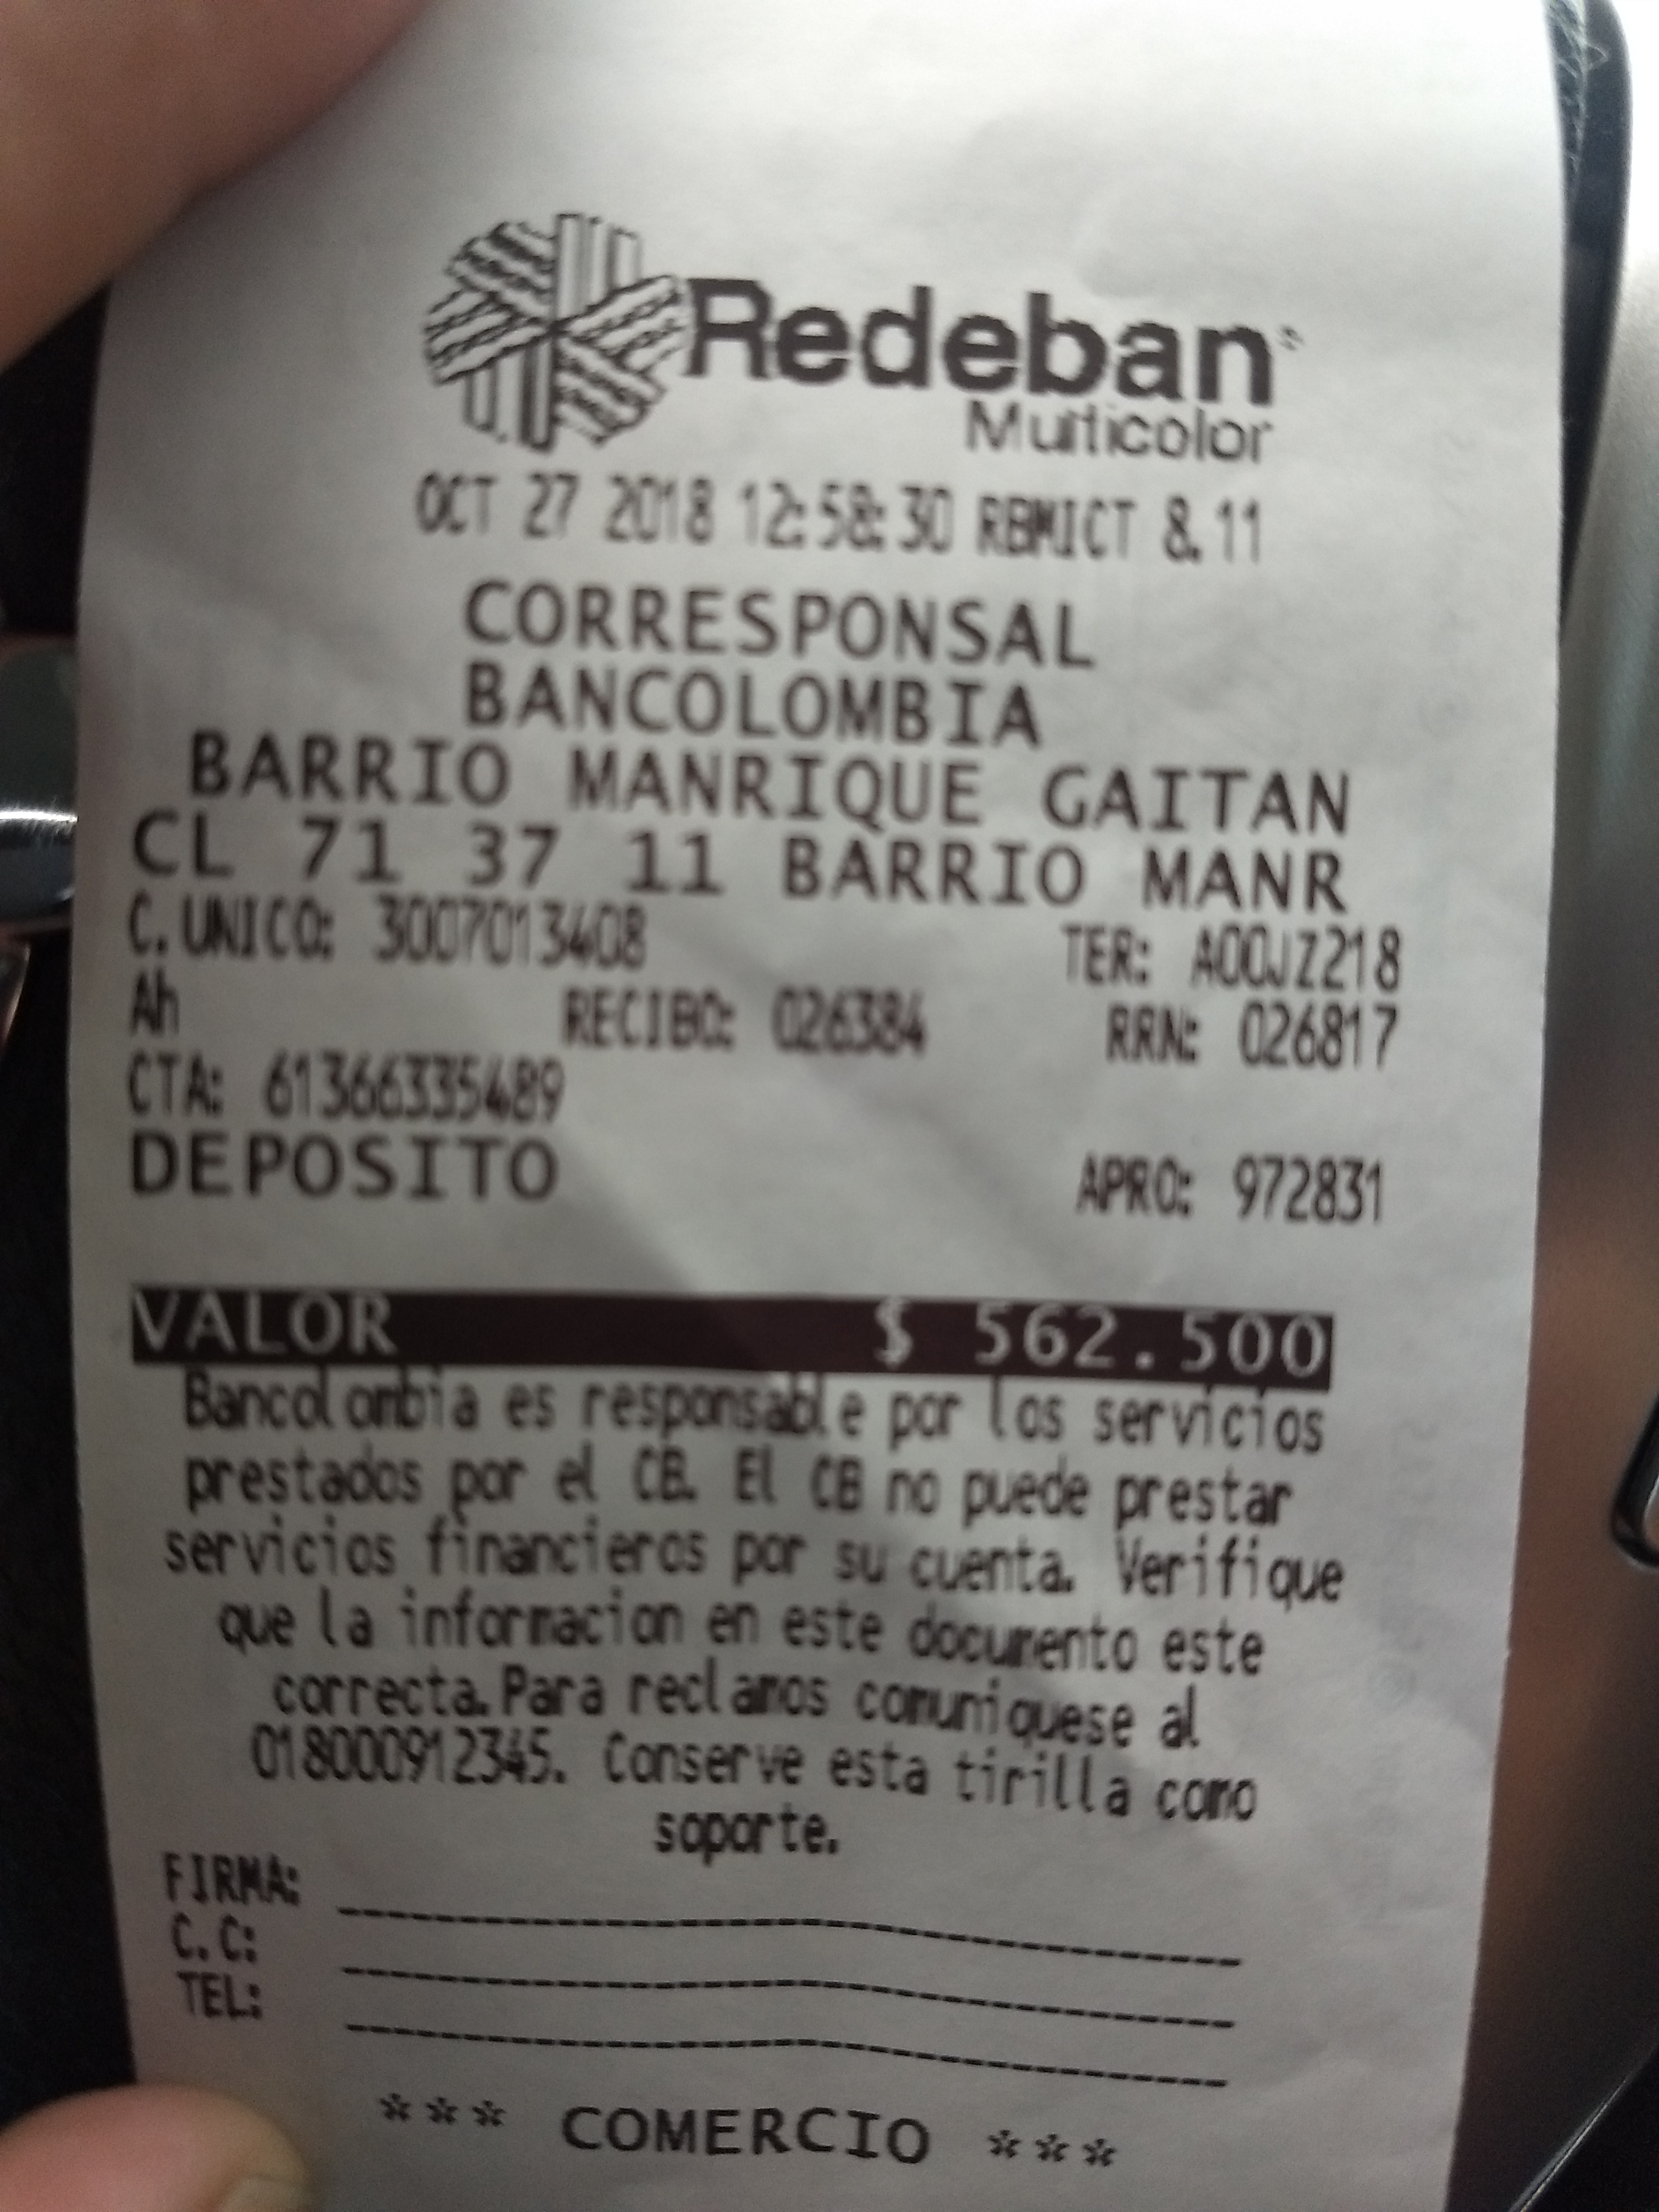 Redeban
Multicolor
OCT 27 2018 12:58:30 RBMICT 8.11
CORRESPONSAL
BANCOLOMBIA
BARRIO MANRIQUE GAITAN
CL 71 37 11 BARRIO MANR
C.UNICO: 3007013408 TER: A00JZ218
Ah RECIBO: 026384 RRN: 026817
CTA: 61366335489
DEPOSITO APRO: 972831
VALOR $ 562.500
Bancolombia es responsable por los servicios
prestados por el CB. El CB no puede prestar
servicios financieros por su cuenta. Verifique
que la informacion en este documento este
correcta.Para reclamos comuniquese al
018000912345. Conserve esta tirilla como
soporte.
FIRMA:
C.C:
TEL:
*** COMERCIO ***